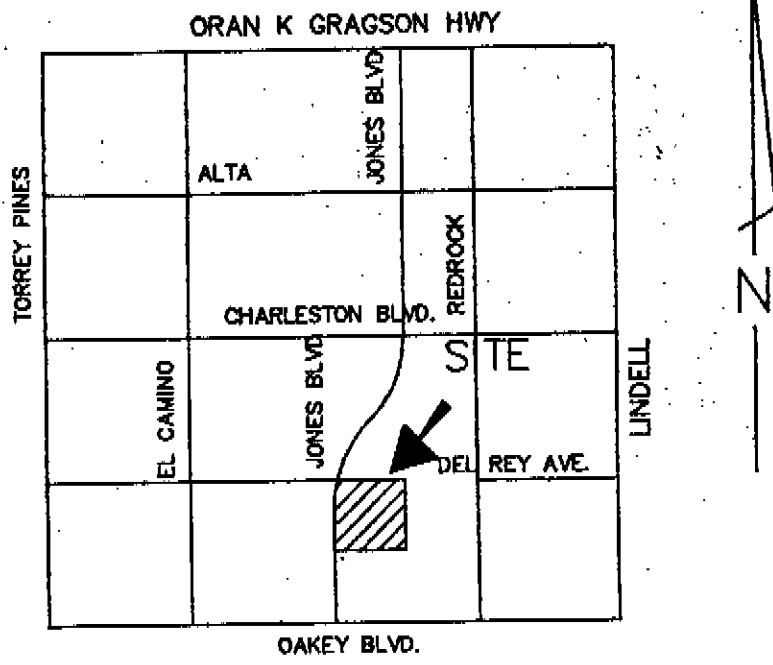 ORAN K GRAGSON HWY
JONES BLVD
ALTA
TORREY PINES
REDROCK
CHARLESTON BLVD.
S TE
N
LINDELL
EL CAMINO
JONES BLVD
DEL REY AVE.
OAKEY BLVD.